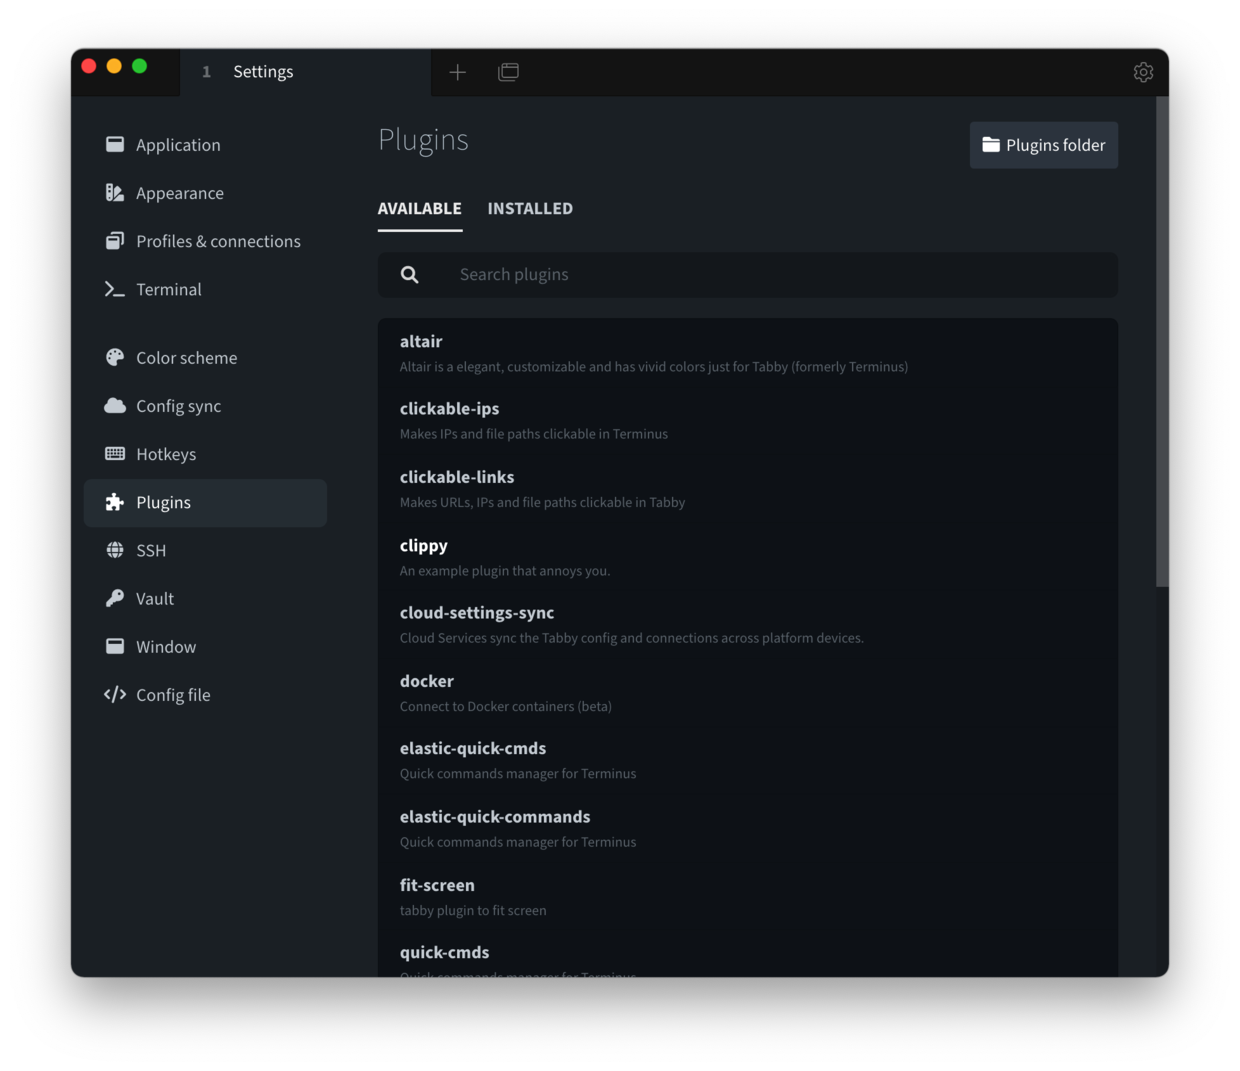 1 Settings
Application
Appearance
Profiles & connections
Terminal
Color scheme
Config sync
Hotkeys
Plugins
SSH
Vault
Window
Config file
Plugins
Plugins folder
AVAILABLE INSTALLED
Search plugins
altair
Altair is a elegant, customizable and has vivid colors just for Tabby (formerly Terminus)
clickable-ips
Makes IPs and file paths clickable in Terminus
clickable-links
Makes URLs, IPs and file paths clickable in Tabby
clippy
An example plugin that annoys you.
cloud-settings-sync
Cloud Services sync the Tabby config and connections across platform devices.
docker
Connect to Docker containers (beta)
elastic-quick-cmds
Quick commands manager for Terminus
elastic-quick-commands
Quick commands manager for Terminus
fit-screen
tabby plugin to fit screen
quick-cmds
Quick commands manager for Terminus